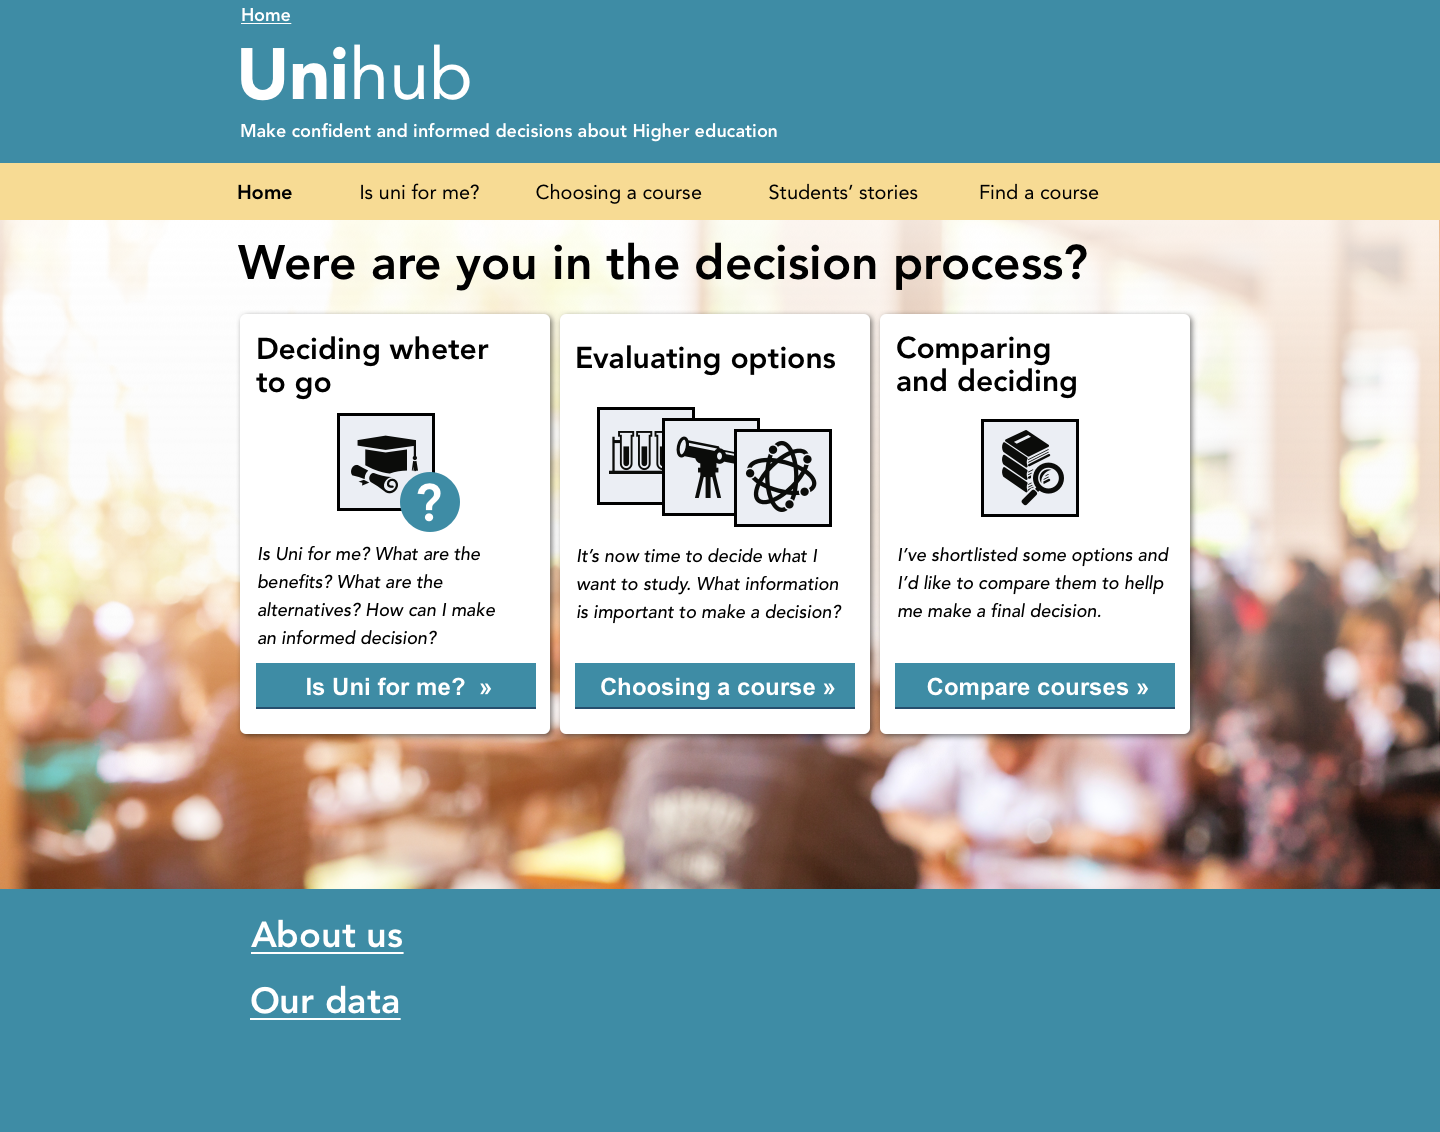 Home
Unihub
Make confident and informed decisions about Higher education
Home Is uni for me? Choosing a course Students’ stories Find a course
Were are you in the decision process?
Deciding wheter
to go
?
Is Uni for me? What are the
benefits? What are the
alternatives? How can I make
an informed decision?
Is Uni for me? »
Evaluating options
It’s now time to decide what I
want to study. What information
is important to make a decision?
Choosing a course »
Comparing
and deciding
I’ve shortlisted some options and
I’d like to compare them to hellp
me make a final decision.
Compare courses »
About us
Our data